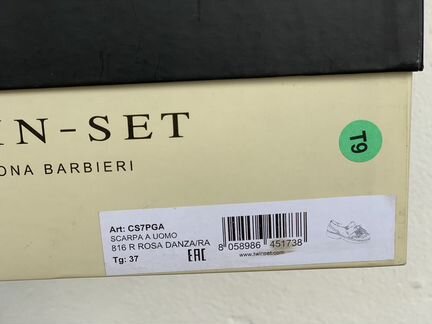 IN-SET
ONA BARBIERI
T9
Art: CS7PGA
SCARPA A UOMO
816 R ROSA DANZA/RA
Tg: 37
EAC
8 058986 451738
www.twinset.com